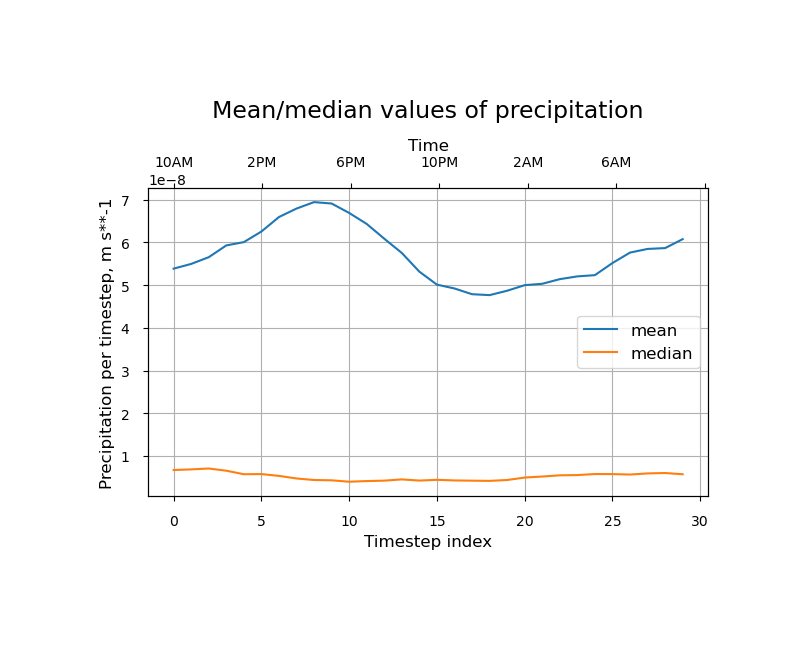 Mean/median values of precipitation
Time
10AM 2PM 6PM 10PM 2AM 6AM
1e−8
7
6
5
4
3
2
1
Precipitation per timestep, m s**-1
mean
median
0 5 10 15 20 25 30
Timestep index